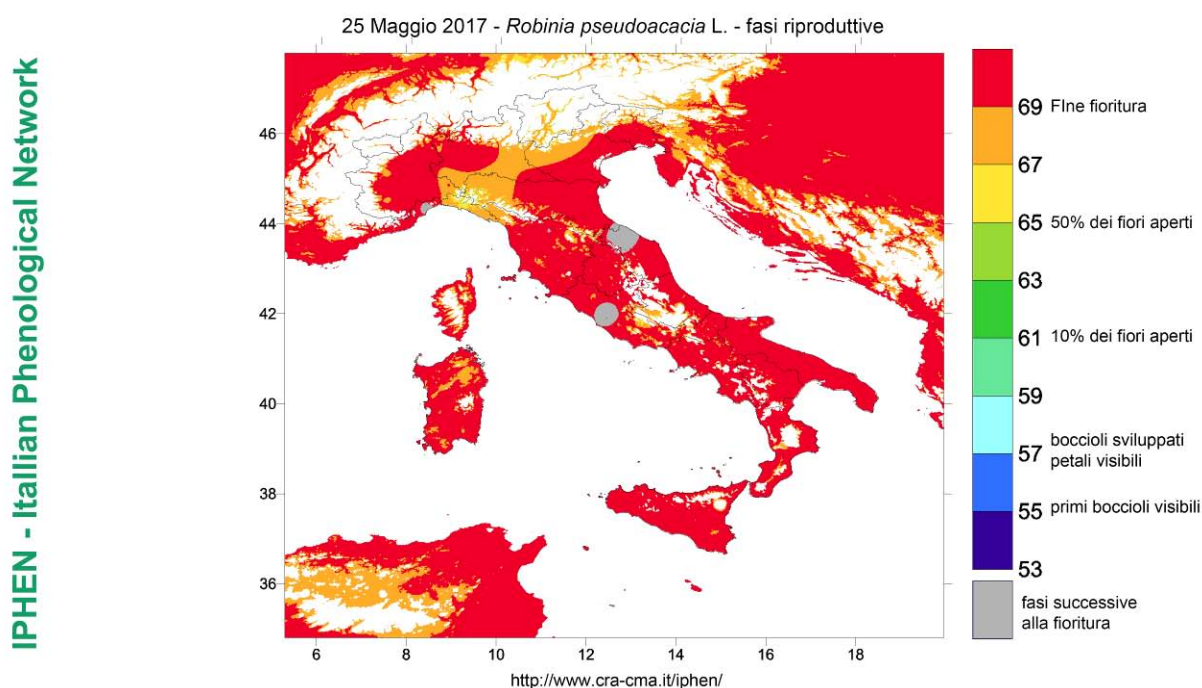 25 Maggio 2017 - Robinia pseudoacacia L. - fasi riproduttive
IPHEN - Itallian Phenological Network
46
44
42
40
38
36
6
8
10
12
14
16
18
http://www.cra-cma.it/iphen/
69
FIne fioritura
67
65
50% dei fiori aperti
63
61
10% dei fiori aperti
59
57
boccioli sviluppati
petali visibili
55
primi boccioli visibili
53
fasi successive
alla fioritura